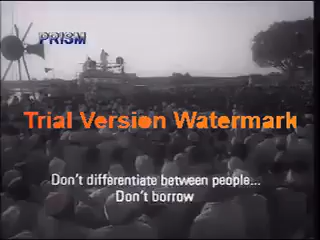 PRISM
Trial Version Watermark
Don't differentiate between people...
Don't borrow